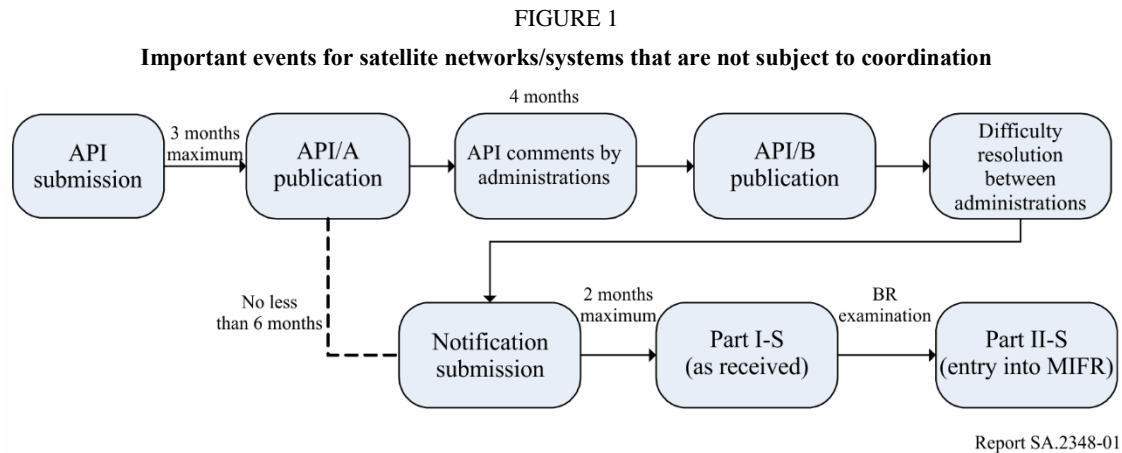 FIGURE 1
Important events for satellite networks/systems that are not subject to coordination
API
submission
3 months
maximum
API/A
publication
4 months
API comments by
administrations
API/B
publication
Difficulty
resolution
between
administrations
No less
than 6 months
Notification
submission
2 months
maximum
Part I-S
(as received)
BR
examination
Part II-S
(entry into MIFR)
Report SA.2348-01